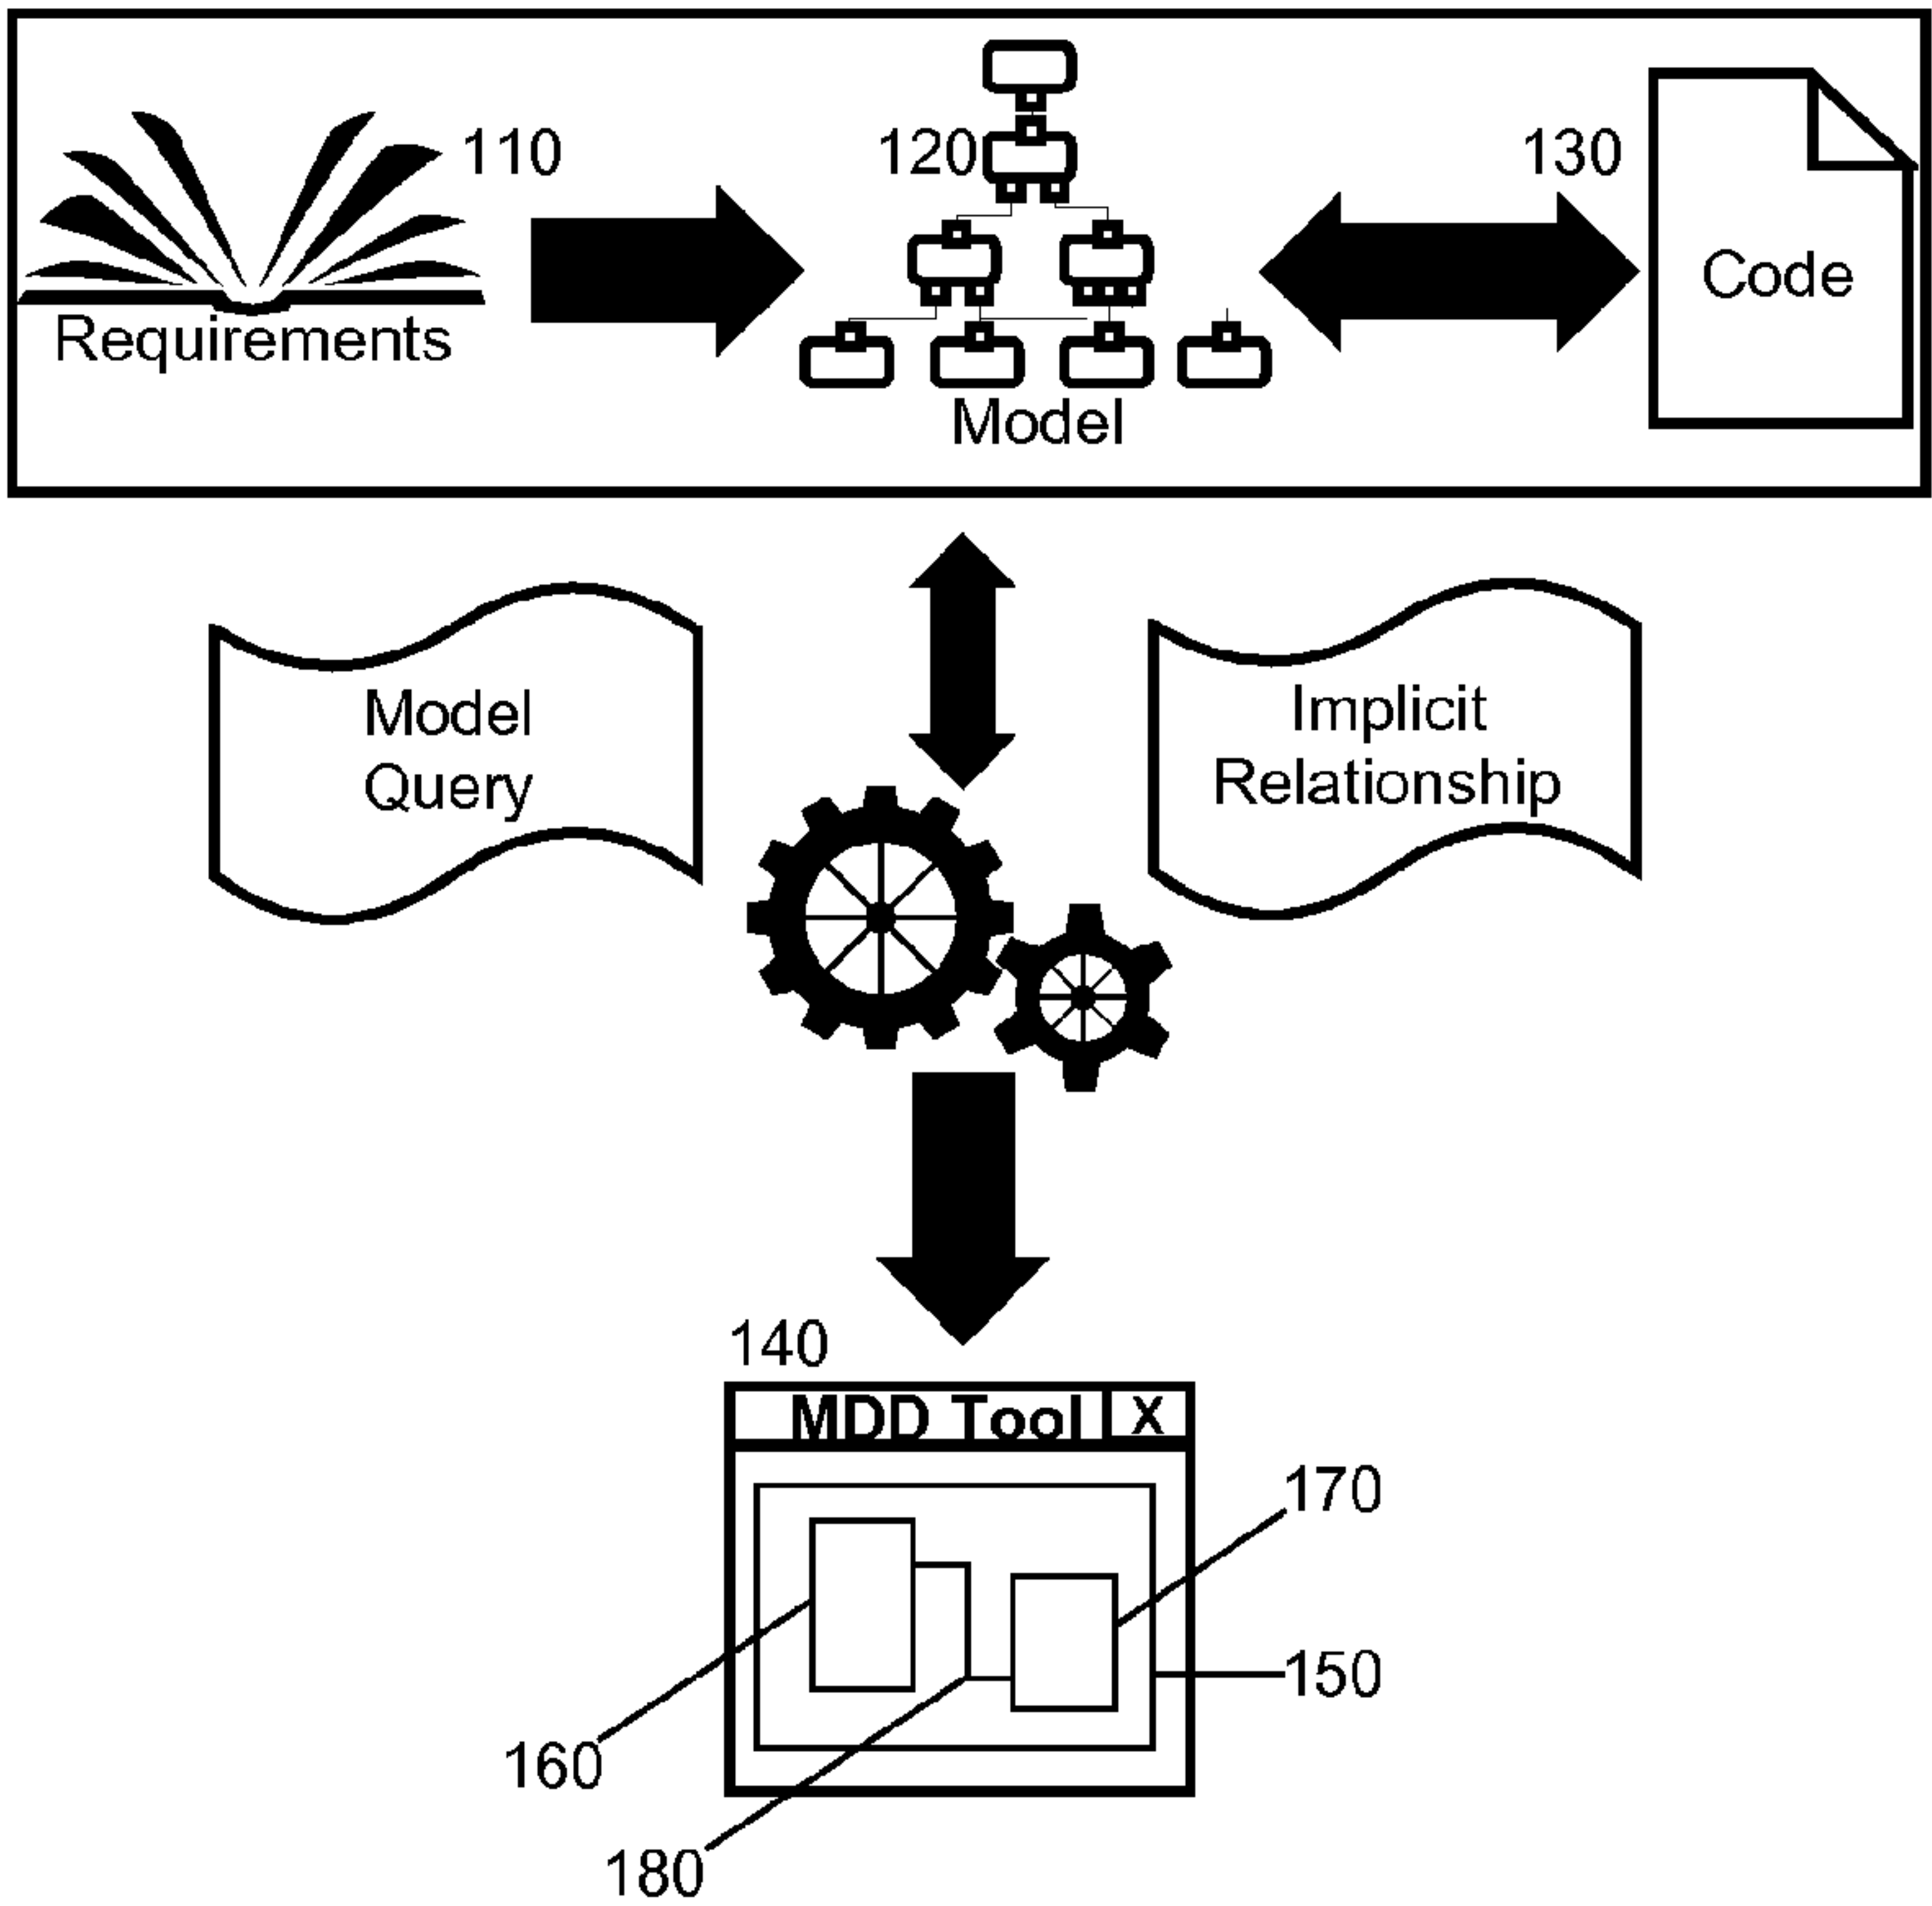 110
120
130
Requirements
Code
Model
Model
Query
Implicit
Relationship
140
MDD Tool X
170
150
160
180